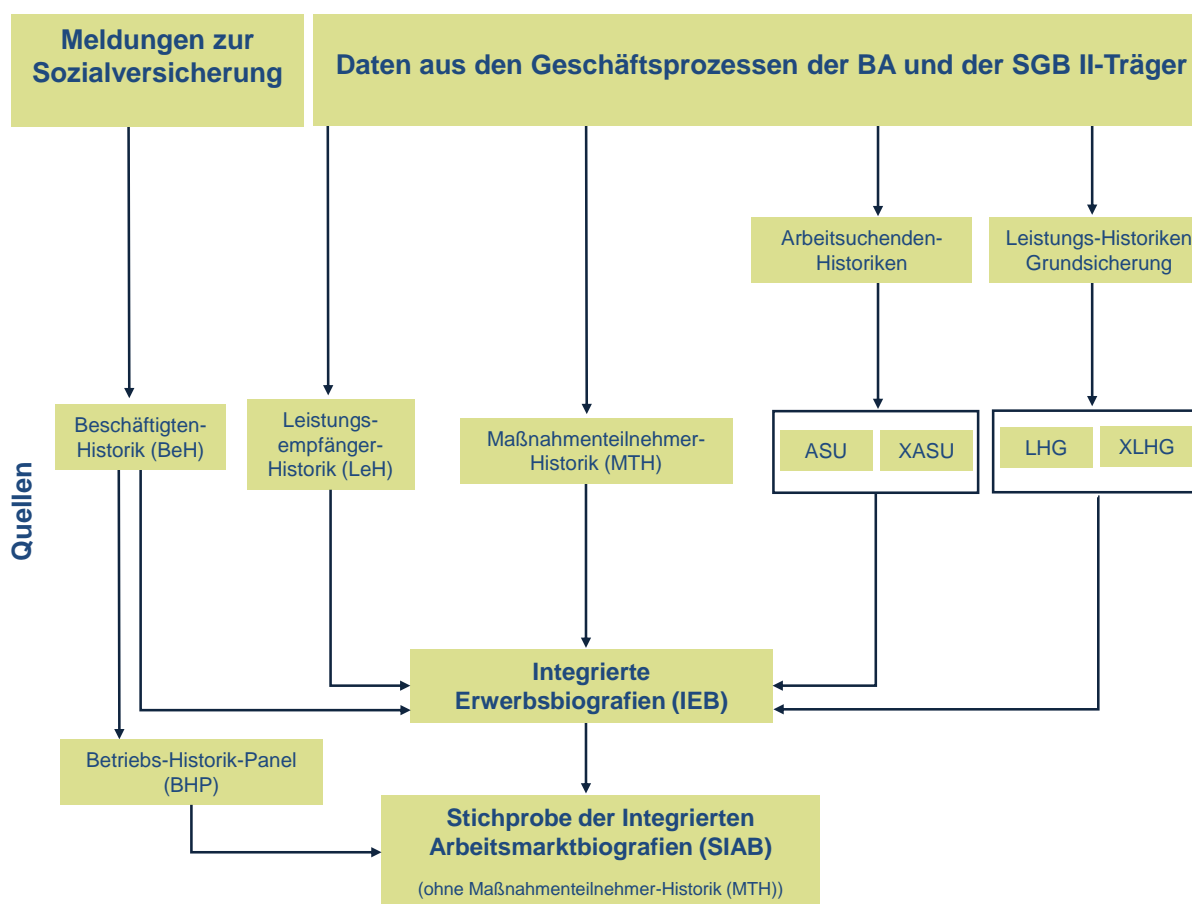 Meldungen zur
Sozialversicherung
Daten aus den Geschäftsprozessen der BA und der SGB II-Träger
Arbeitsuchenden-
Historiken
Leistungs-Historiken
Grundsicherung
Beschäftigten-
Historik (BeH)
Leistungs-
empfänger-
Historik (LeH)
Maßnahmenteilnehmer-
Historik (MTH)
ASU
XASU
LHG
XLHG
Quellen
Integrierte
Erwerbsbiografien (IEB)
Betriebs-Historik-Panel
(BHP)
Stichprobe der Integrierten
Arbeitsmarktbiografien (SIAB)
(ohne Maßnahmenteilnehmer-Historik (MTH))